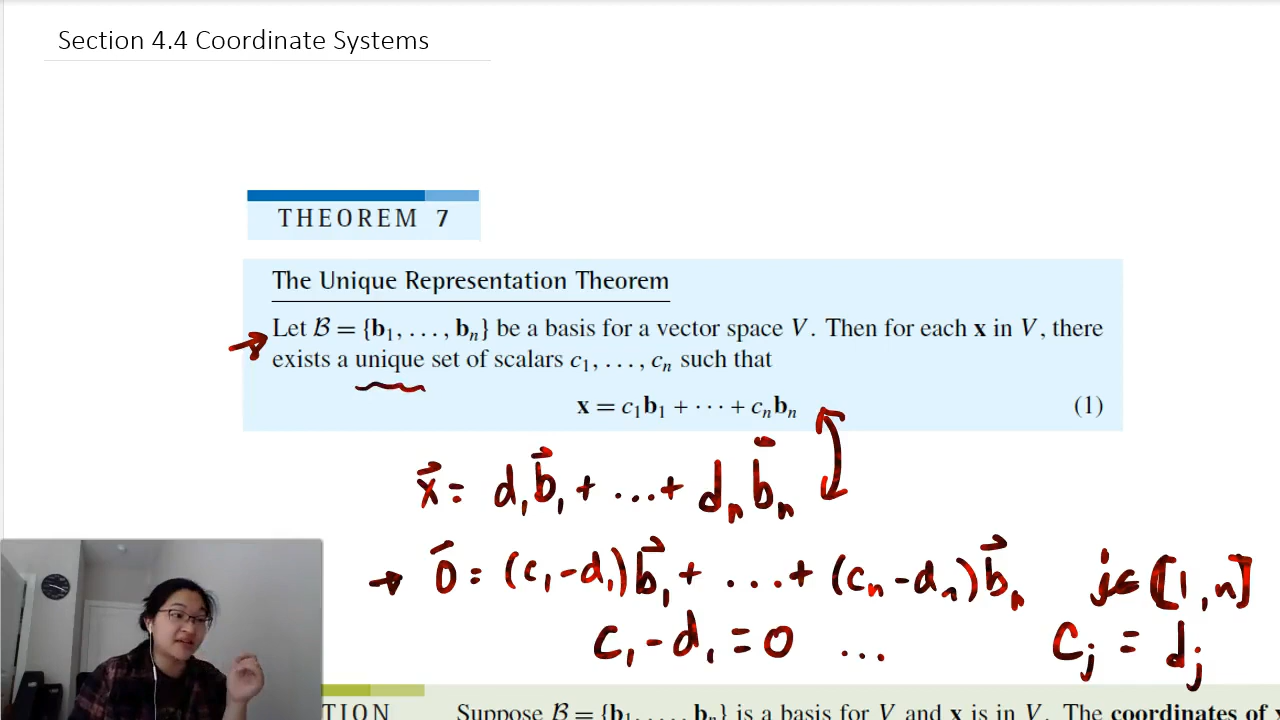 Section 4.4 Coordinate Systems
THEOREM 7
The Unique Representation Theorem
Let ℬ = {b₁, . . . , bₙ} be a basis for a vector space V. Then for each x in V, there
exists a unique set of scalars c₁, . . . , cₙ such that
x = c₁b₁ + · · · + cₙbₙ (1)
x⃗ = d₁b⃗₁ + ... + dₙb⃗ₙ
→ 0⃗ = (c₁-d₁)b⃗₁ + ... + (cₙ-dₙ)b⃗ₙ j∈[1,n]
c₁-d₁=0 ... cⱼ = dⱼ
TION Suppose ℬ = {b₁, . . . , bₙ} is a basis for V and x is in V. The coordinates of x